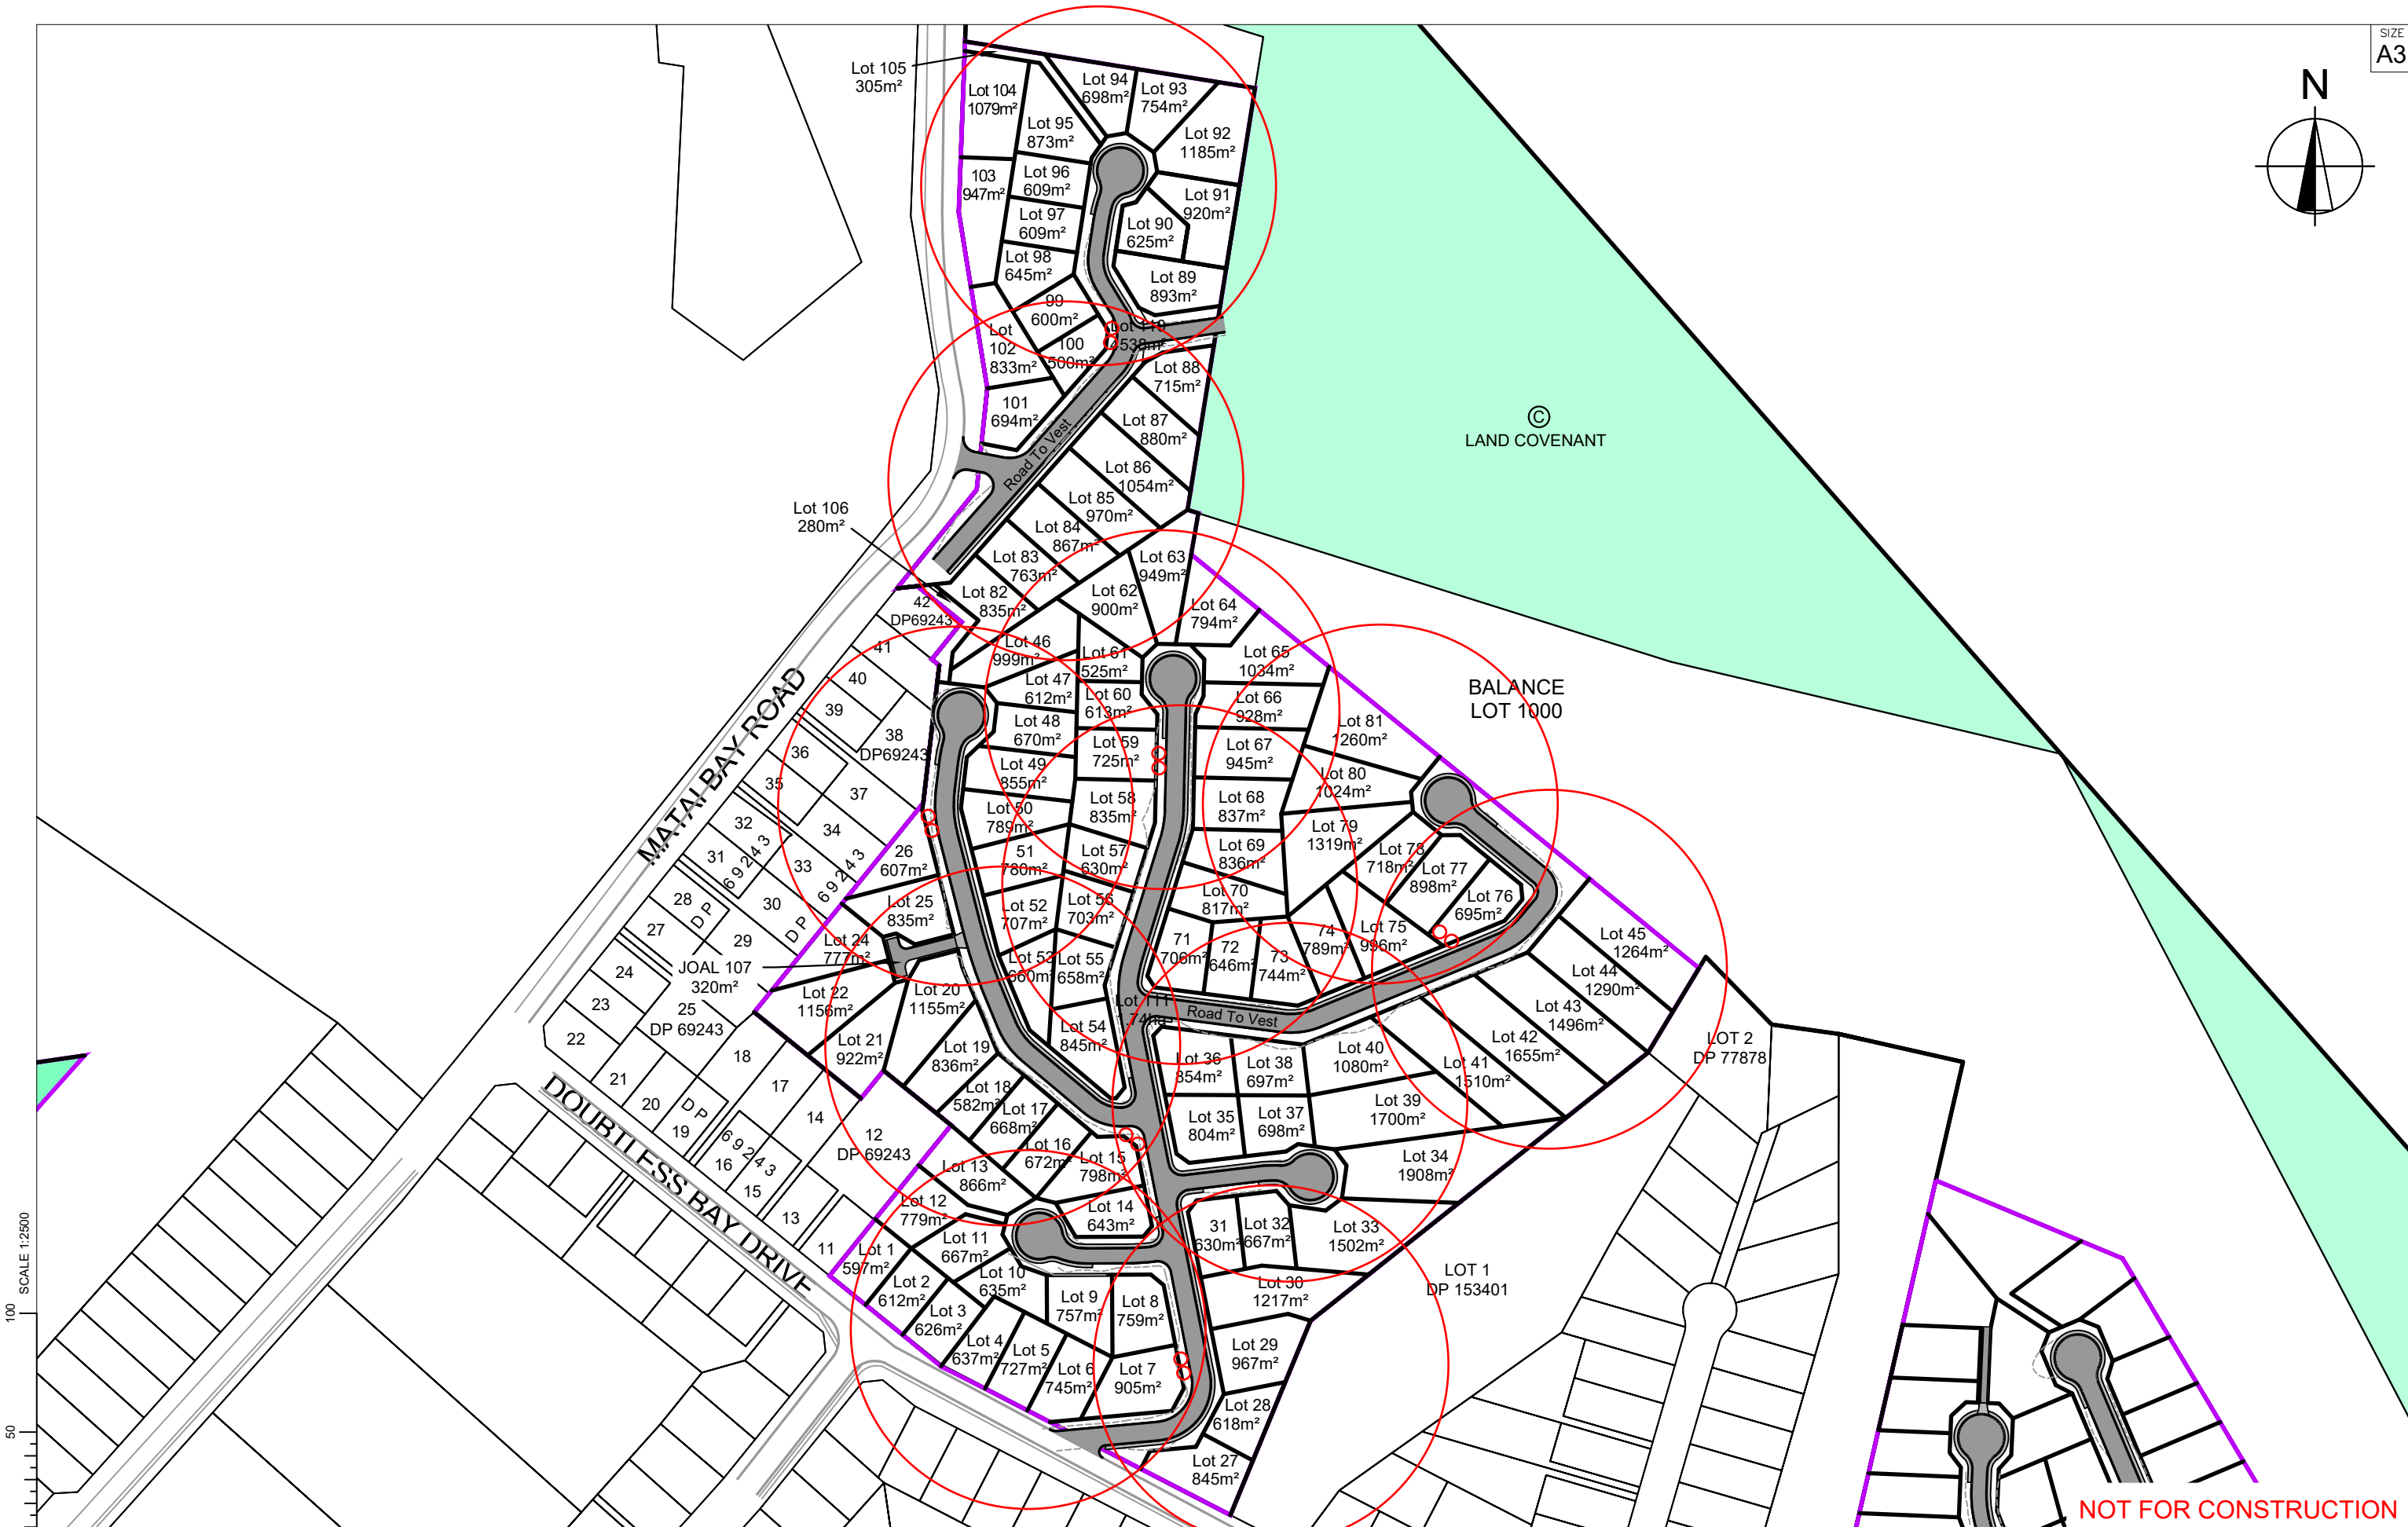 SIZE
A3
N
Lot 105
305m²
Lot 104
1079m²
Lot 94
698m²
Lot 93
754m²
Lot 95
873m²
Lot 92
1185m²
103
947m²
Lot 96
609m²
Lot 91
920m²
Lot 97
609m²
Lot 90
625m²
Lot 98
645m²
Lot 89
893m²
99
600m²
Lot
102
833m²
100
500m²
Lot 88
715m²
101
694m²
Lot 87
880m²
Road To Vest
Lot 86
1054m²
©
LAND COVENANT
Lot 85
970m²
Lot 106
280m²
Lot 84
867m²
Lot 83
763m²
Lot 63
949m²
Lot 82
835m²
Lot 62
900m²
Lot 64
794m²
42
DP69243
41
40
39
38
DP69243
36
35
37
32
34
31
33
69243
28
DP
30
69243
DP
27
29
24
23
25
DP 69243
22
MATAI BAY ROAD
Lot 46
999m²
Lot 61
525m²
Lot 65
1034m²
Lot 47
612m²
Lot 60
613m²
Lot 66
928m²
BALANCE
LOT 1000
Lot 48
670m²
Lot 59
725m²
Lot 67
945m²
Lot 81
1260m²
Lot 49
855m²
Lot 80
1024m²
Lot 50
789m²
Lot 58
835m²
Lot 68
837m²
Lot 79
1319m²
51
780m²
Lot 57
630m²
Lot 69
836m²
Lot 78
718m²
Lot 77
898m²
26
607m²
Lot 76
695m²
Lot 25
835m²
Lot 52
707m²
Lot 56
703m²
Lot 70
817m²
Lot 24
777m²
71
706m²
72
646m²
73
744m²
74
789m²
Lot 75
996m²
Lot 45
1264m²
JOAL 107
320m²
Lot 53
Lot 55
658m²
Lot 44
1290m²
Lot 22
1156m²
Lot 20
1155m²
Road To Vest
Lot 43
1496m²
Lot 21
922m²
Lot 54
845m²
Lot 42
1655m²
LOT 2
DP 77878
Lot 19
836m²
Lot 36
Lot 38
697m²
Lot 40
1080m²
Lot 41
1510m²
Lot 18
582m²
Lot 17
668m²
Lot 35
804m²
Lot 37
698m²
Lot 39
1700m²
18
17
21
20
DP
19
14
69243
16
15
12
DP 69243
13
11
DOUBTLESS BAY DRIVE
Lot 16
672m²
Lot 15
798m²
Lot 13
866m²
Lot 34
1908m²
Lot 12
779m²
Lot 14
643m²
31
630m²
Lot 32
667m²
Lot 33
1502m²
Lot 1
597m²
Lot 11
667m²
Lot 2
612m²
Lot 10
635m²
Lot 9
757m²
Lot 8
759m²
Lot 30
1217m²
LOT 1
DP 153401
Lot 3
626m²
Lot 4
637m²
Lot 5
727m²
Lot 6
745m²
Lot 7
905m²
Lot 29
967m²
Lot 28
618m²
Lot 27
845m²
SCALE 1:2500
100
50
NOT FOR CONSTRUCTION